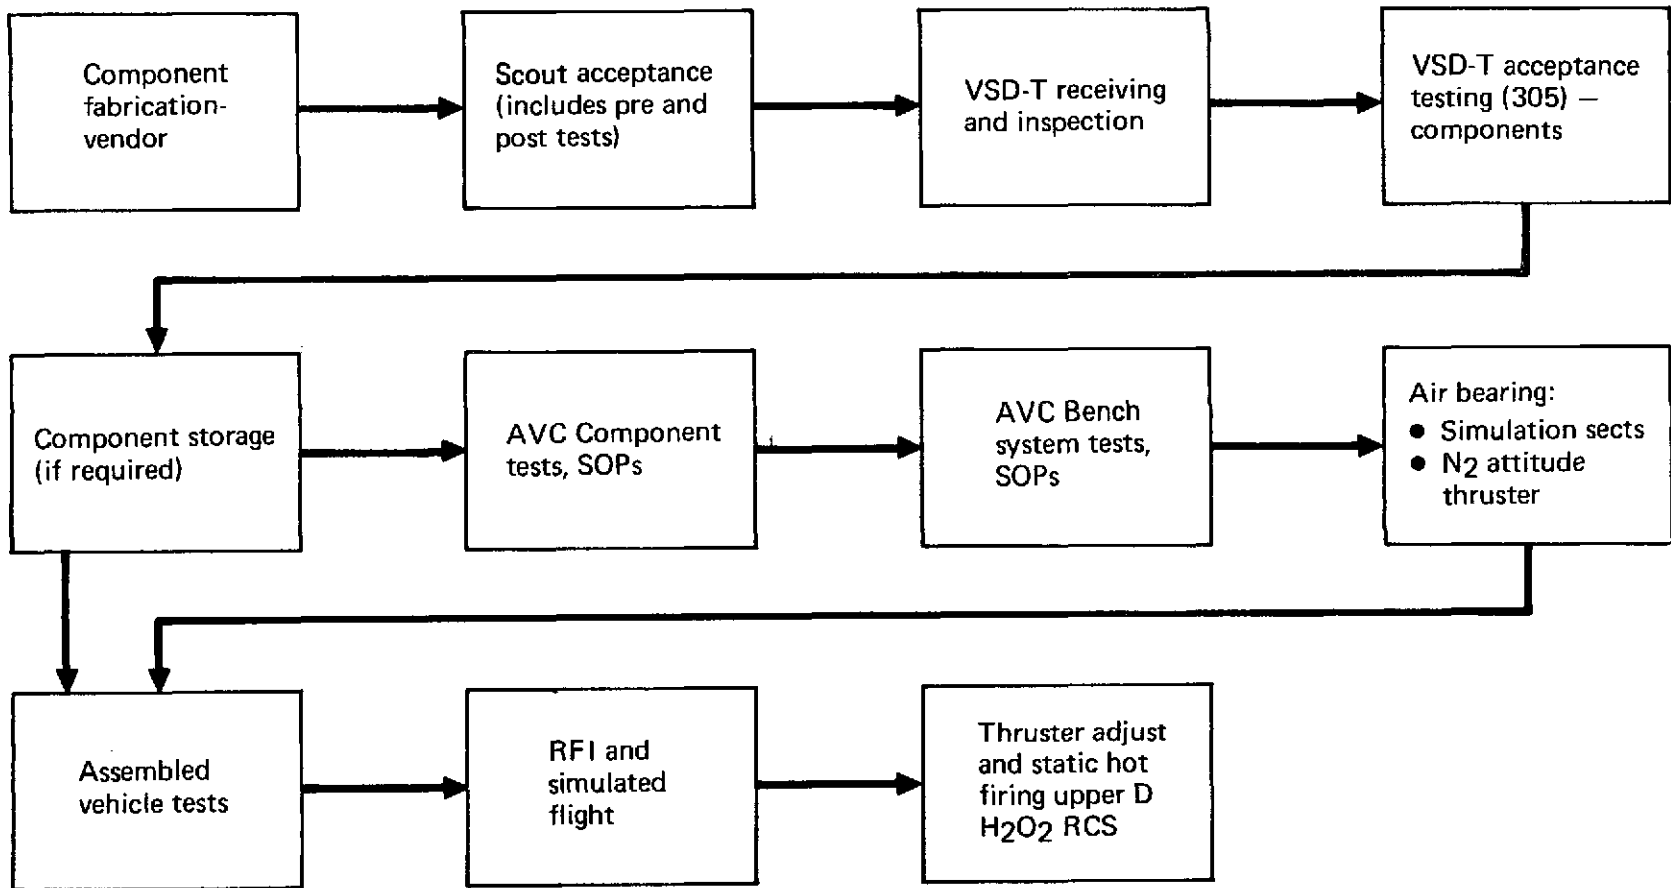 Component
fabrication-
vendor
Scout acceptance
(includes pre and
post tests)
VSD-T receiving
and inspection
VSD-T acceptance
testing (305) —
components
Component storage
(if required)
AVC Component
tests, SOPs
AVC Bench
system tests,
SOPs
Air bearing:
● Simulation sects
● N2 attitude
thruster
Assembled
vehicle tests
RFI and
simulated
flight
Thruster adjust
and static hot
firing upper D
H2O2 RCS